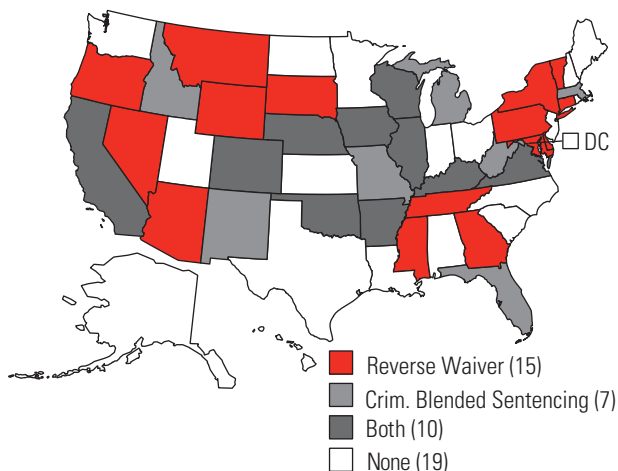 DC
Reverse Waiver (15)
Crim. Blended Sentencing (7)
Both (10)
None (19)